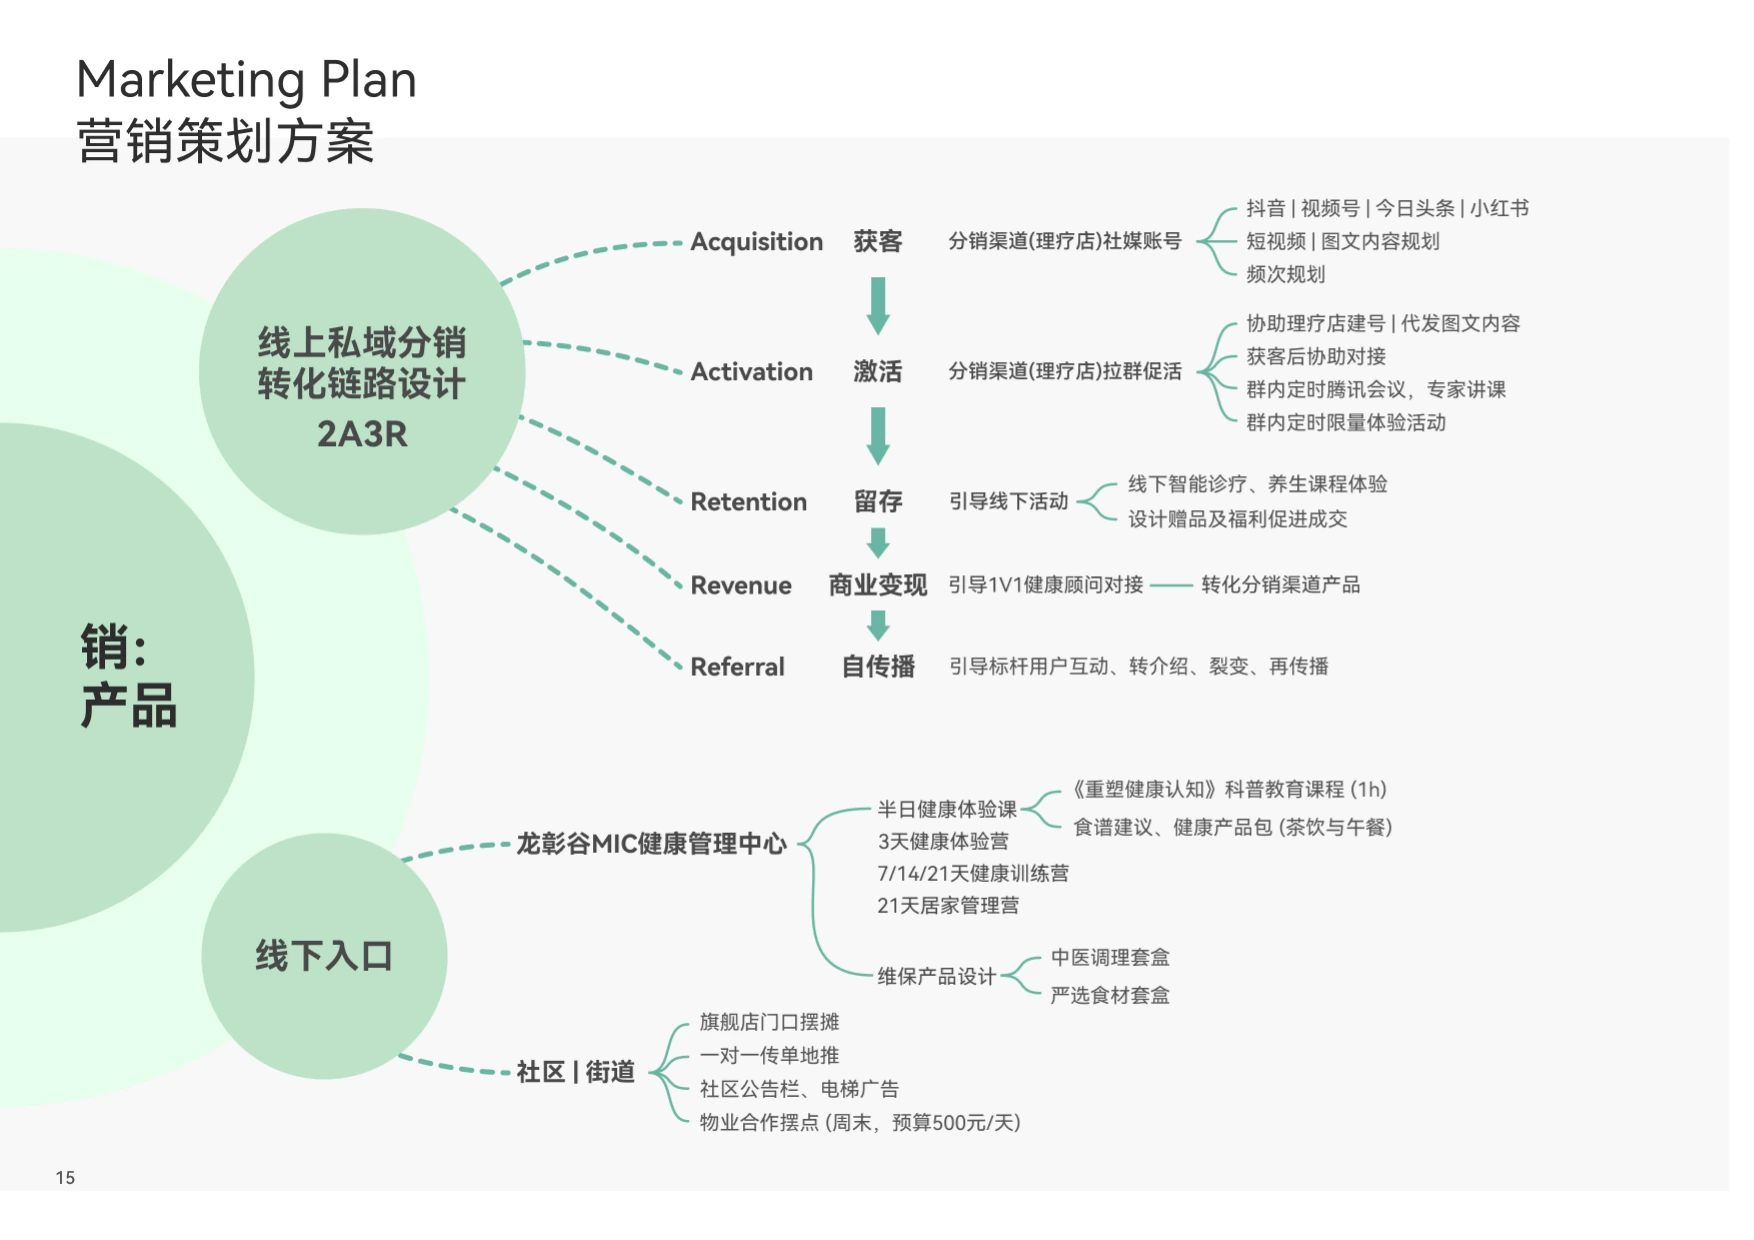 Marketing Plan
营销策划方案
线上私域分销
转化链路设计
2A3R
销：
产品
Acquisition 获客 分销渠道(理疗店)社媒账号
抖音 | 视频号 | 今日头条 | 小红书
短视频 | 图文内容规划
频次规划
Activation 激活 分销渠道(理疗店)拉群促活
协助理疗店建号 | 代发图文内容
获客后协助对接
群内定时腾讯会议，专家讲课
群内定时限量体验活动
Retention 留存 引导线下活动
线下智能诊疗、养生课程体验
设计赠品及福利促进成交
Revenue 商业变现 引导1V1健康顾问对接 转化分销渠道产品
Referral 自传播 引导标杆用户互动、转介绍、裂变、再传播
线下入口
龙彰谷MIC健康管理中心
半日健康体验课
《重塑健康认知》科普教育课程 (1h)
食谱建议、健康产品包 (茶饮与午餐)
3天健康体验营
7/14/21天健康训练营
21天居家管理营
维保产品设计
中医调理套盒
严选食材套盒
社区 | 街道
旗舰店门口摆摊
一对一传单地推
社区公告栏、电梯广告
物业合作摆点 (周末，预算500元/天)
15